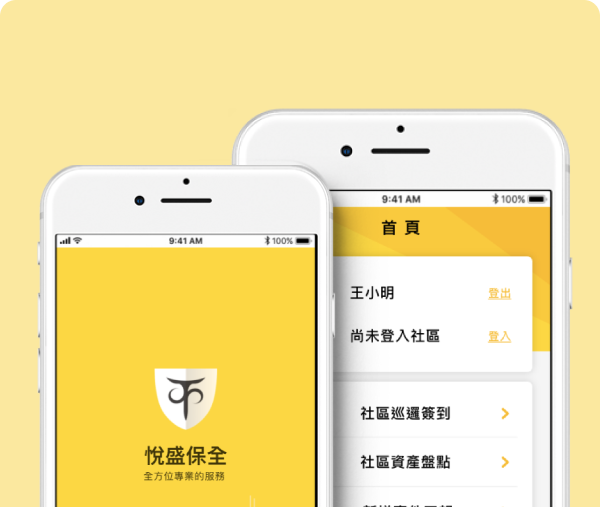 9:41 AM
100%
悅盛保全
全方位專業的服務
9:41 AM
100%
首頁
王小明
登出
尚未登入社區
登入
社區巡邏簽到
社區資產盤點